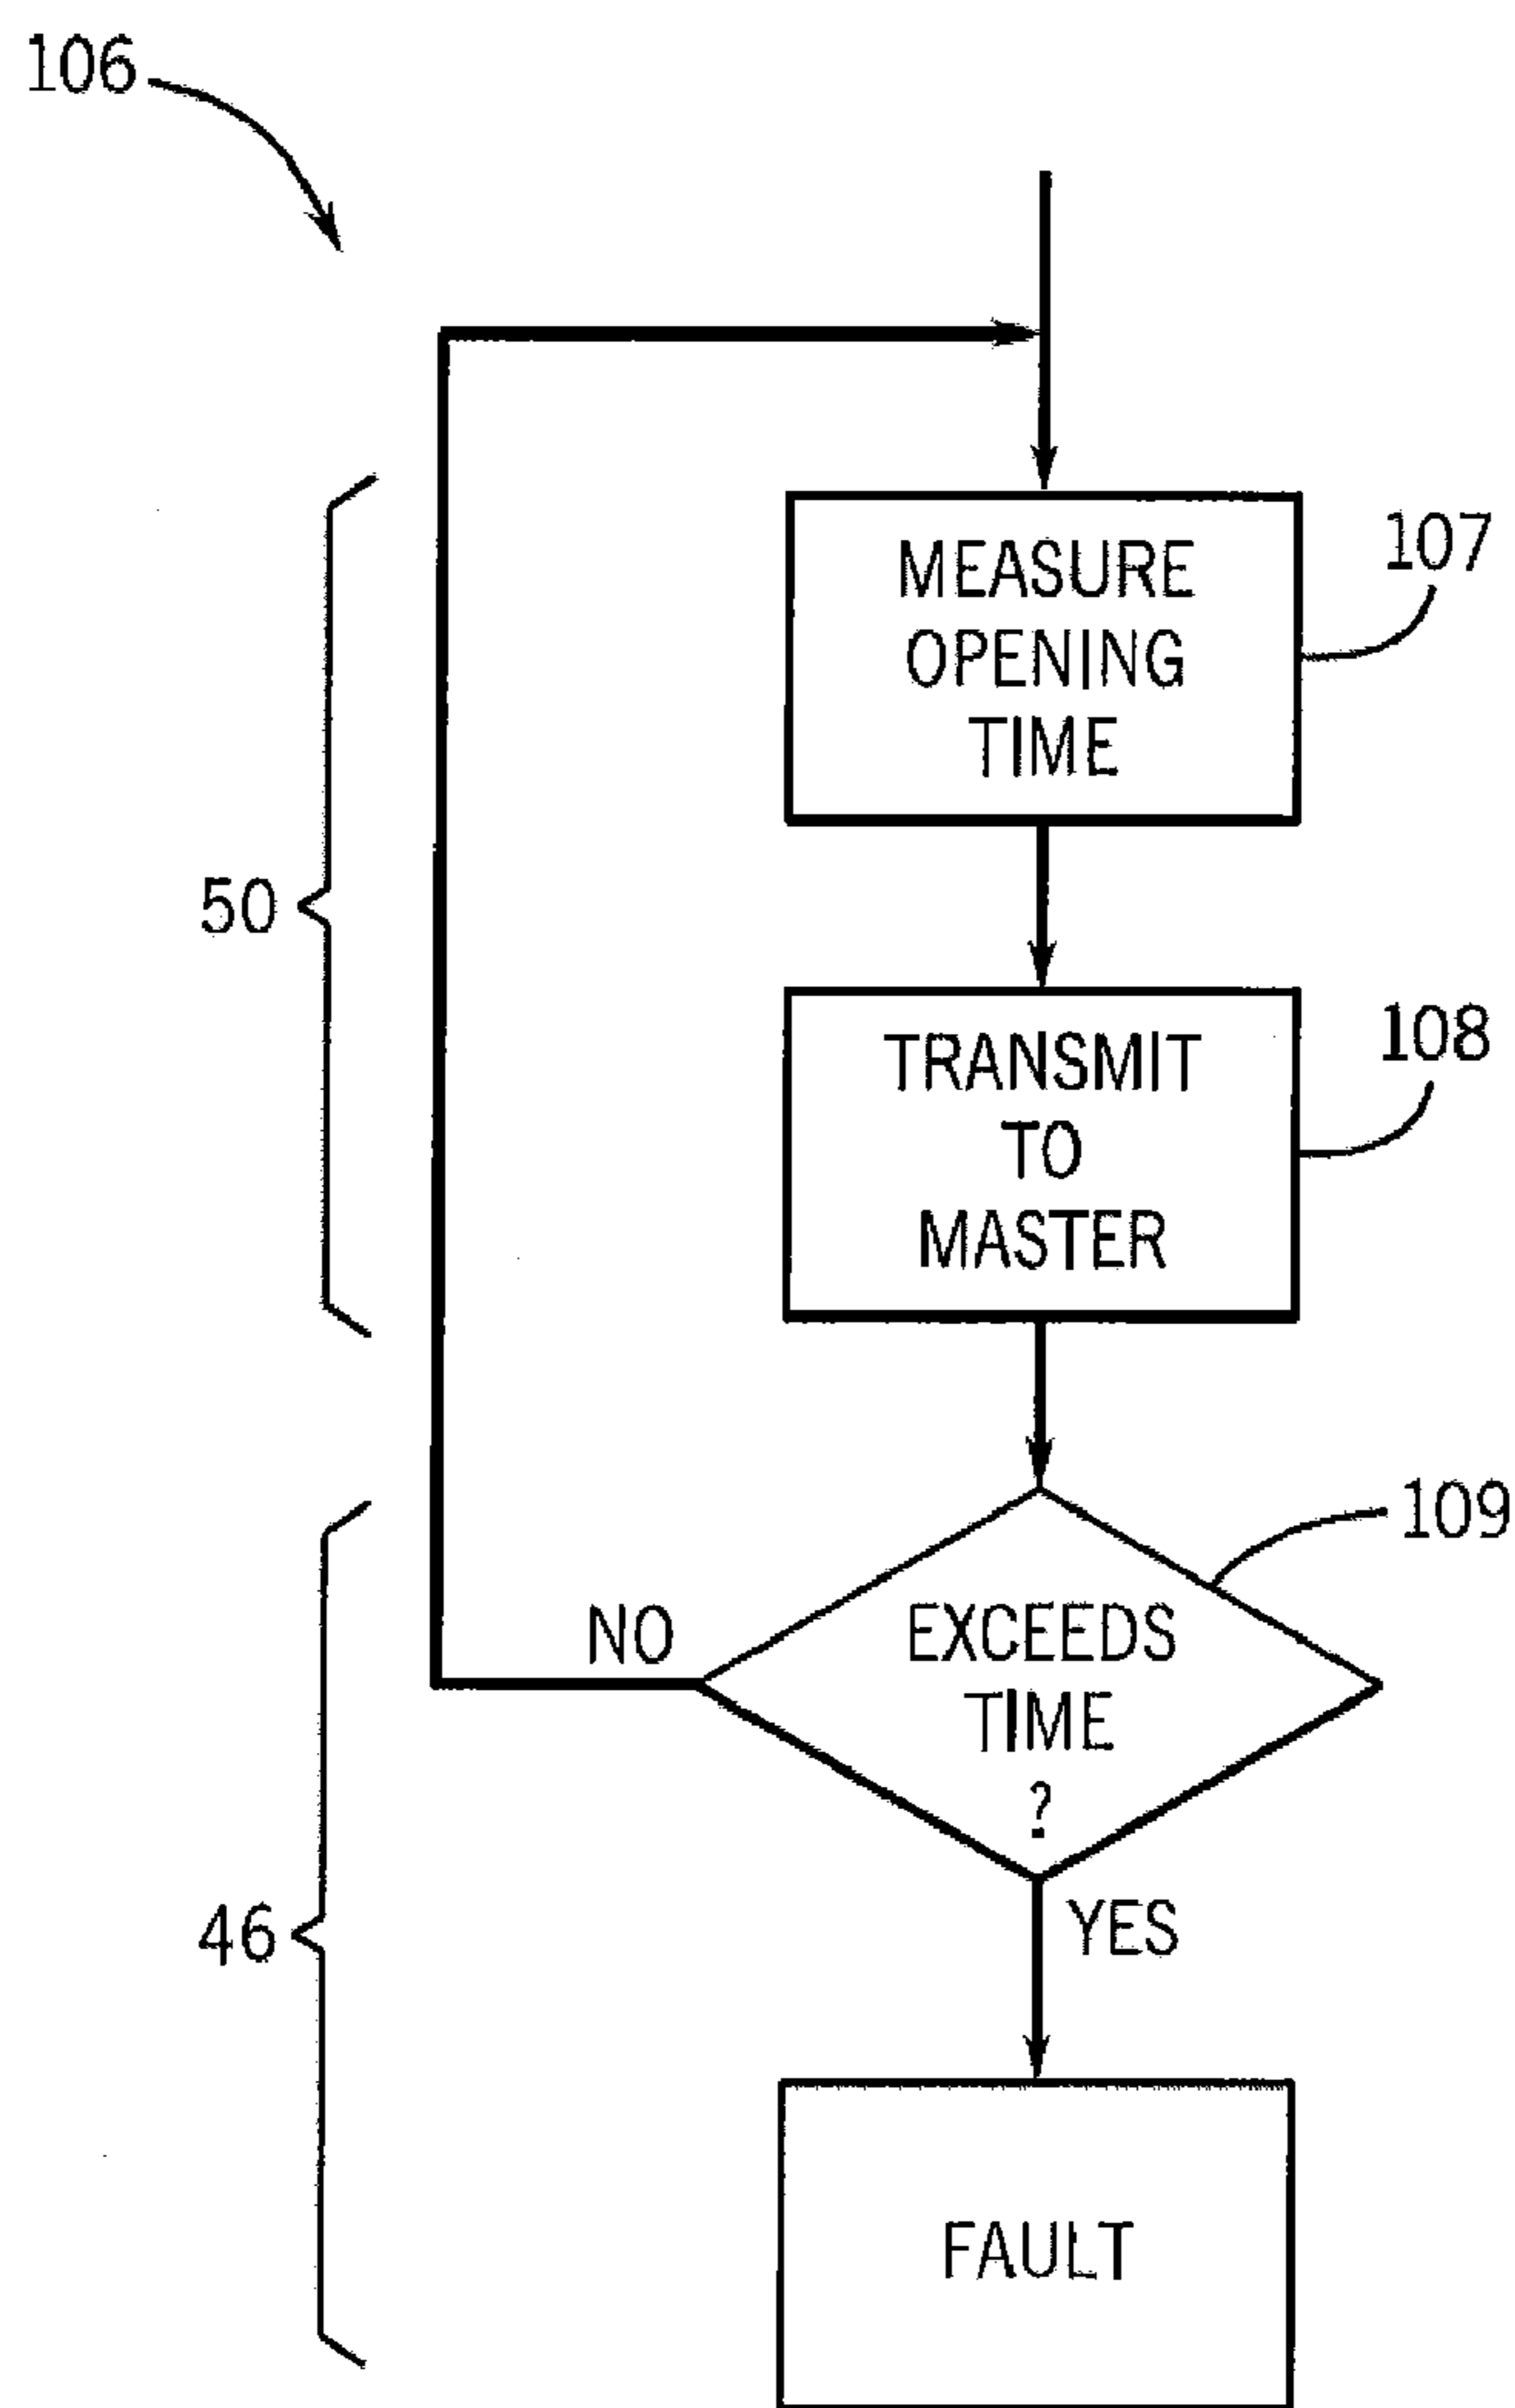 106
MEASURE
OPENING
TIME
107
50
TRANSMIT
TO
MASTER
108
109
NO
EXCEEDS
TIME
?
46
YES
FAULT